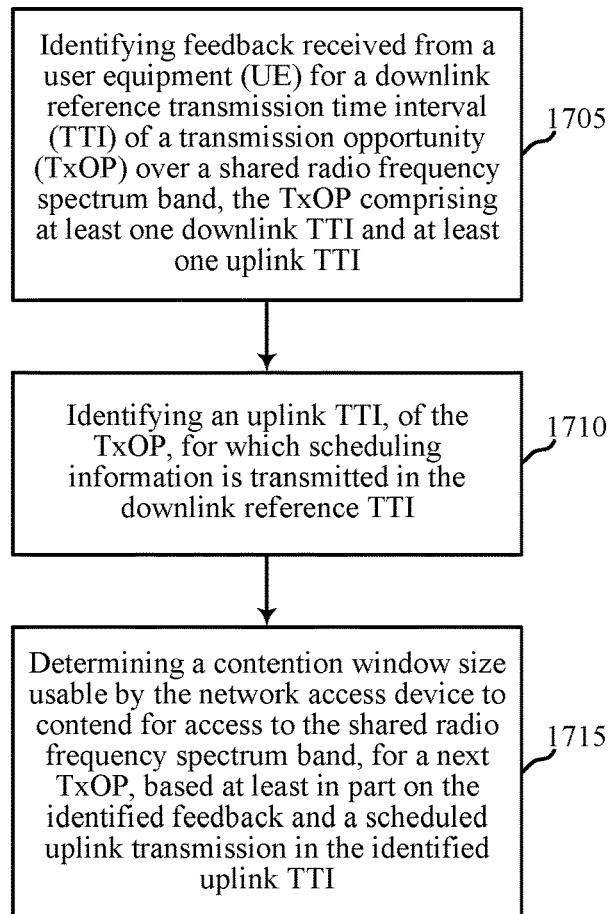 Identifying feedback received from a
user equipment (UE) for a downlink
reference transmission time interval
(TTI) of a transmission opportunity
(TxOP) over a shared radio frequency
spectrum band, the TxOP comprising
at least one downlink TTI and at least
one uplink TTI
1705
Identifying an uplink TTI, of the
TxOP, for which scheduling
information is transmitted in the
downlink reference TTI
1710
Determining a contention window size
usable by the network access device to
contend for access to the shared radio
frequency spectrum band, for a next
TxOP, based at least in part on the
identified feedback and a scheduled
uplink transmission in the identified
uplink TTI
1715